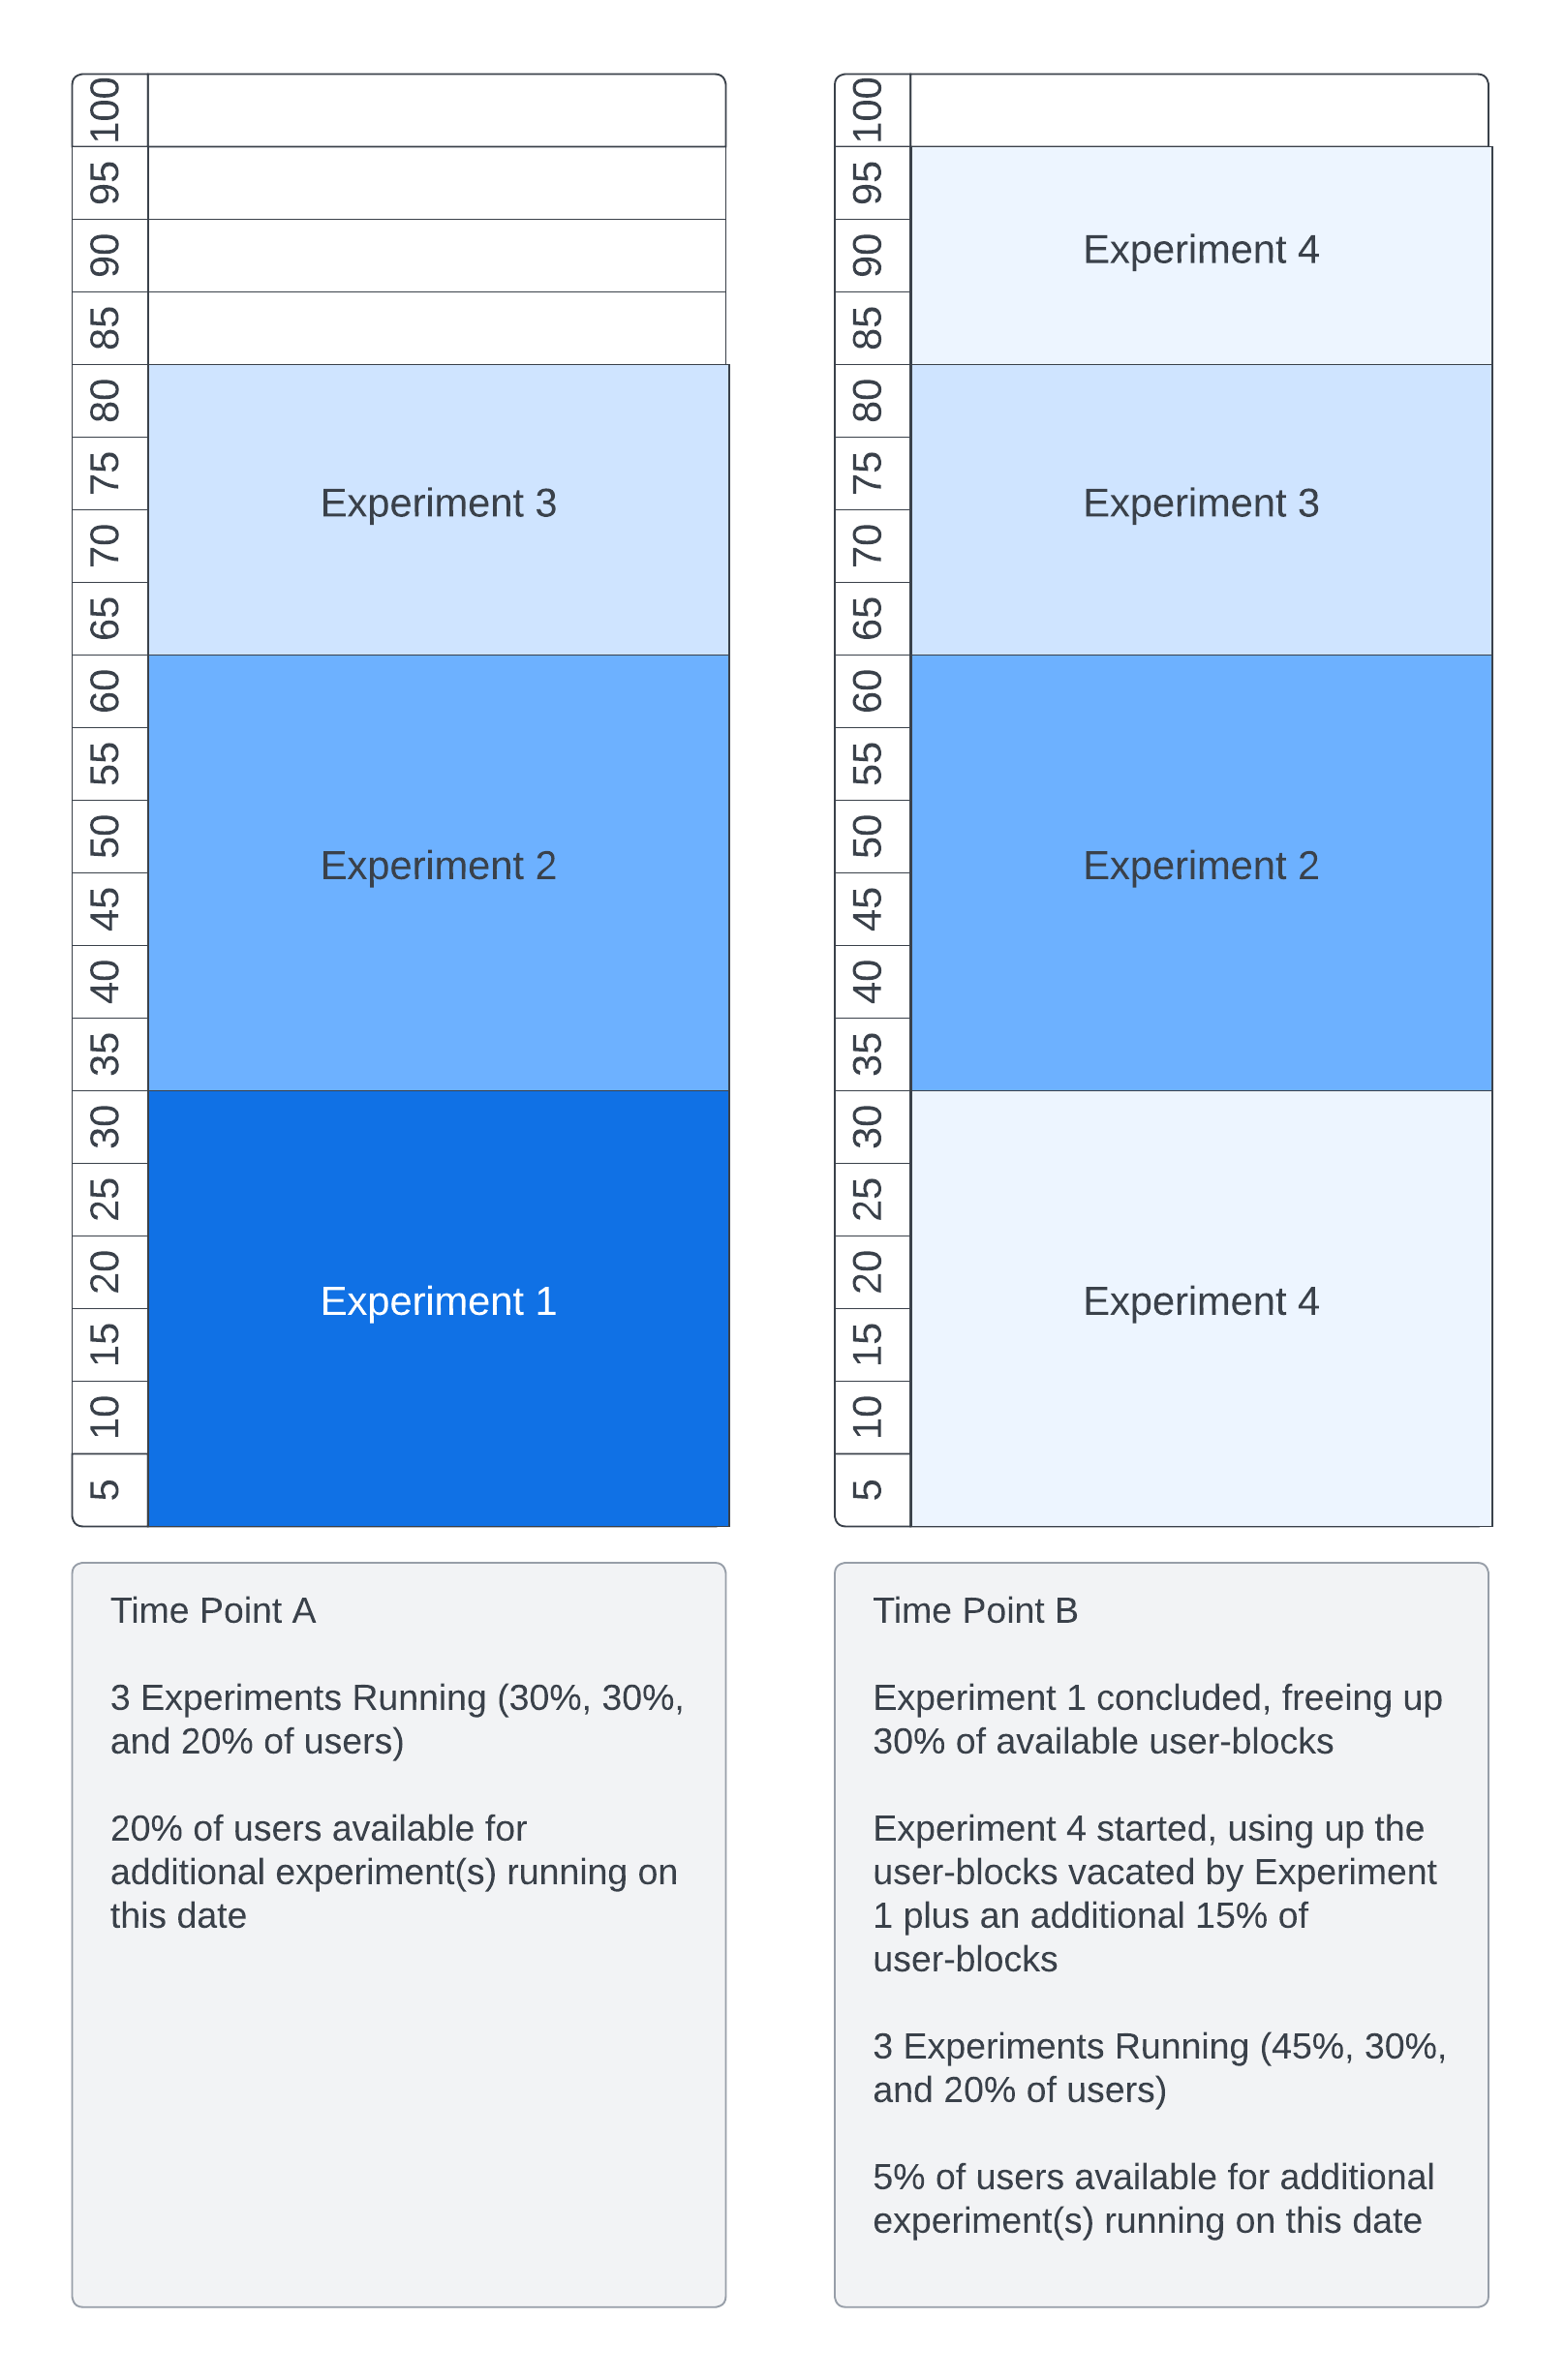 100
95
90
85
80
75
70
65
60
55
50
45
40
35
30
25
20
15
10
5
Experiment 3
Experiment 2
Experiment 1
Time Point A
3 Experiments Running (30%, 30%,
and 20% of users)
20% of users available for
additional experiment(s) running on
this date
100
95
90
85
80
75
70
65
60
55
50
45
40
35
30
25
20
15
10
5
Experiment 4
Experiment 3
Experiment 2
Experiment 4
Time Point B
Experiment 1 concluded, freeing up
30% of available user-blocks
Experiment 4 started, using up the
user-blocks vacated by Experiment
1 plus an additional 15% of
user-blocks
3 Experiments Running (45%, 30%,
and 20% of users)
5% of users available for additional
experiment(s) running on this date